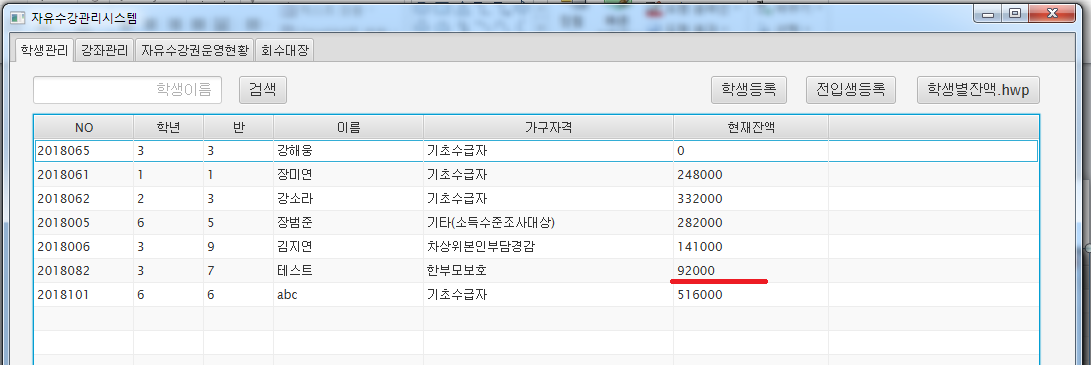 자유수강관리시스템
학생관리 강좌관리 자유수강권운영현황 회수대장
학생이름 검색 학생등록 전입생등록 학생별잔액.hwp
NO 학년 반 이름 가구자격 현재잔액
2018065 3 3 강해웅 기초수급자 0
2018061 1 1 장미연 기초수급자 248000
2018062 2 3 강소라 기초수급자 332000
2018005 6 5 장범준 기타(소득수준조사대상) 282000
2018006 3 9 김지연 차상위본인부담경감 141000
2018082 3 7 테스트 한부모보호 92000
2018101 6 6 abc 기초수급자 516000